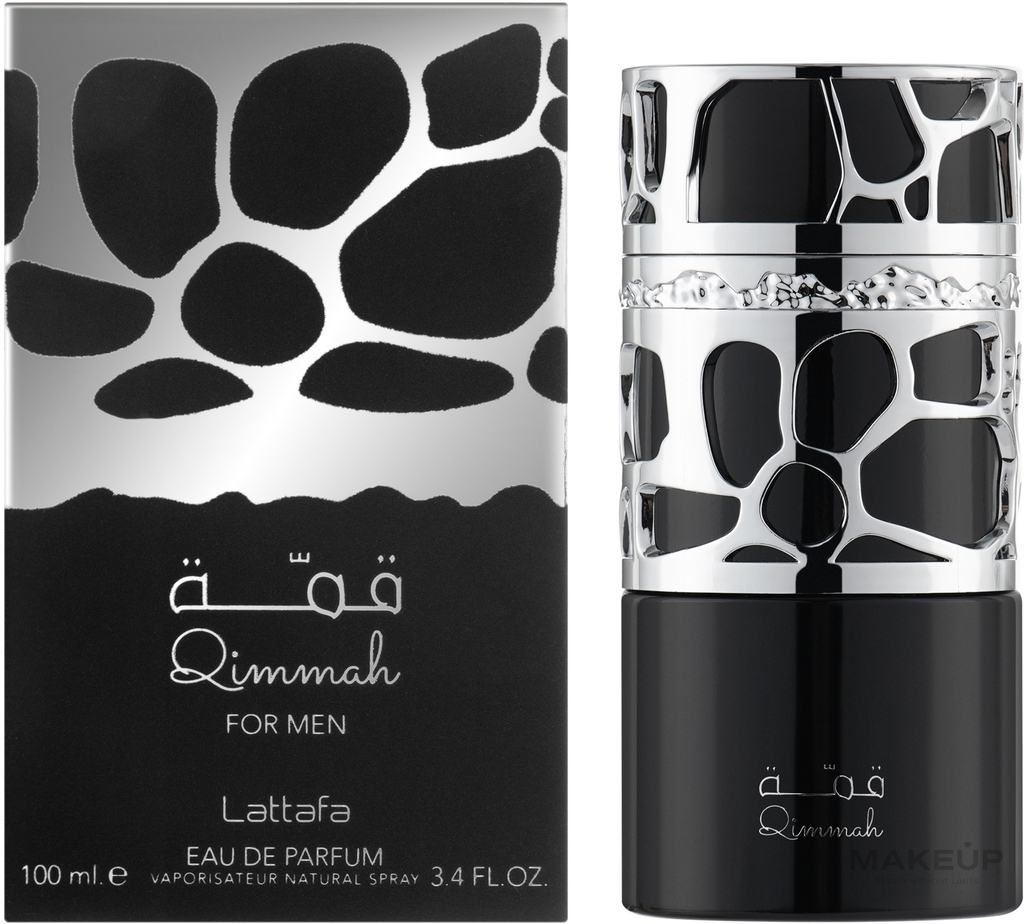 قمّة
Qimmah
FOR MEN
Lattafa
EAU DE PARFUM
100 ml. e VAPORISATEUR NATURAL SPRAY 3.4 FL.OZ.
قمّة
Qimmah
MAKEUP